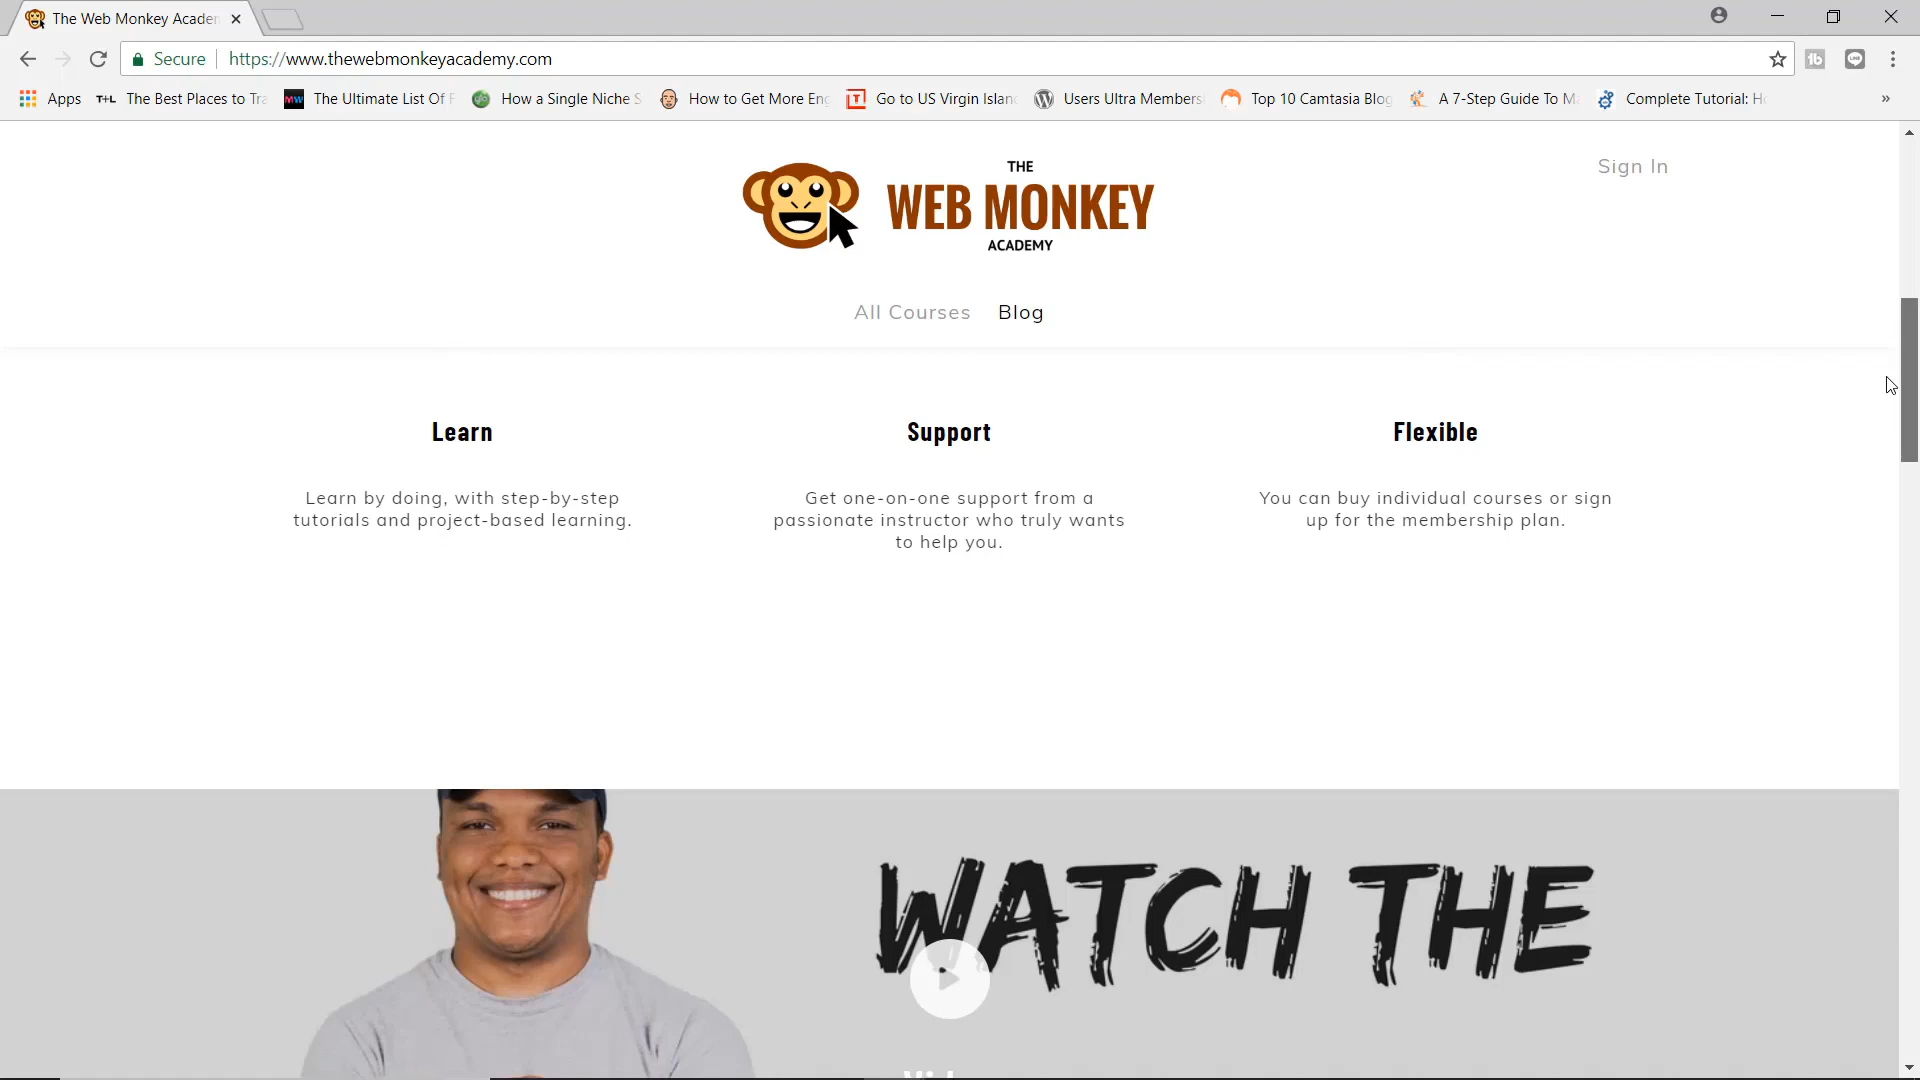 The Web Monkey Acader
Secure
https://www.thewebmonkeyacademy.com
Apps
T+L The Best Places to Tra
MW The Ultimate List Of F
How a Single Niche S
How to Get More Eng
T Go to US Virgin Islan
Users Ultra Members
Top 10 Camtasia Blog
A 7-Step Guide To M
Complete Tutorial: H
THE
WEB MONKEY
ACADEMY
Sign In
All Courses
Blog
Learn
Learn by doing, with step-by-step
tutorials and project-based learning.
Support
Get one-on-one support from a
passionate instructor who truly wants
to help you.
Flexible
You can buy individual courses or sign
up for the membership plan.
WATCH THE